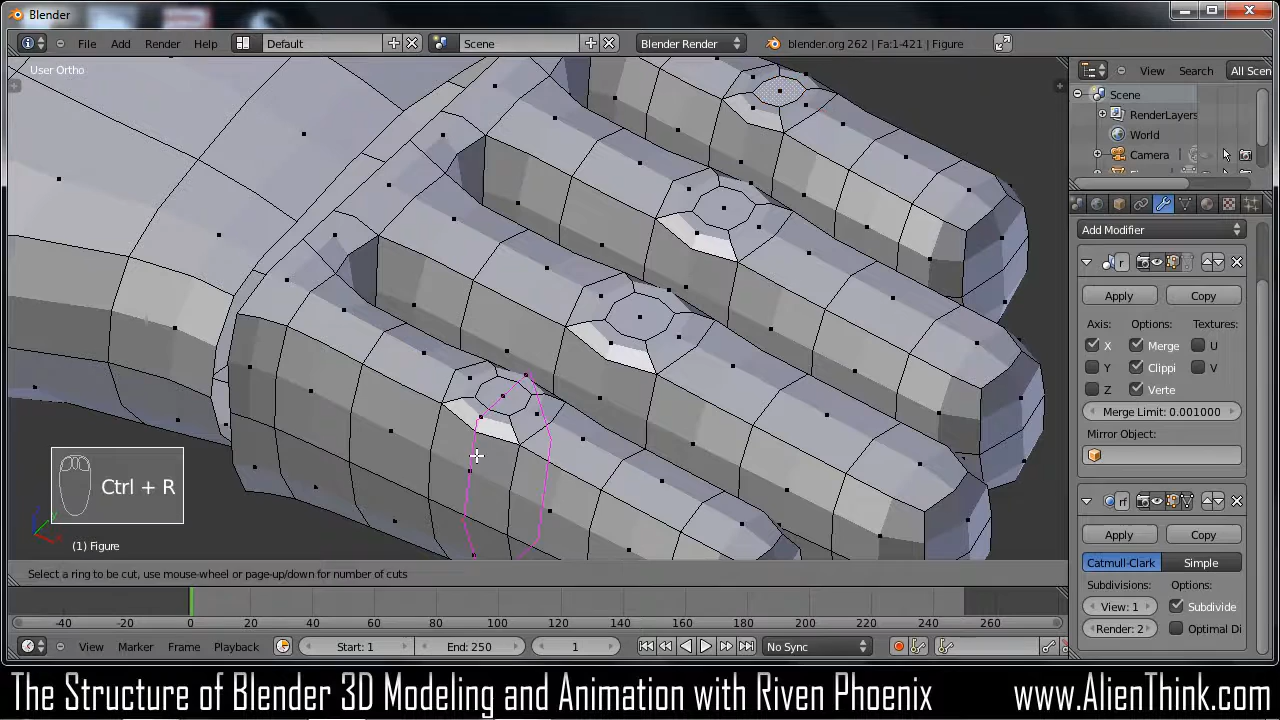 Blender
File Add Render Help Default Scene Blender Render blender.org 262 | Fa:1-421 | Figure
User Ortho
View Search All Scen
Scene
RenderLayers
World
Camera
Add Modifier
Apply Copy
Axis: Options: Textures:
X Merge U
Y Clippi V
Z Verte
Merge Limit: 0.001000
Mirror Object:
Ctrl + R
(1) Figure
Apply Copy
Catmull-Clark Simple
Subdivisions: Options:
View: 1 Subdivide
Render: 2 Optimal Di
Select a ring to be cut, use mouse-wheel or page-up/down for number of cuts
-40 -20 0 20 40 60 80 100 120 140 160 180 200 220 240 260
View Marker Frame Playback Start: 1 End: 250 1 No Sync
The Structure of Blender 3D Modeling and Animation with Riven Phoenix www.AlienThink.com